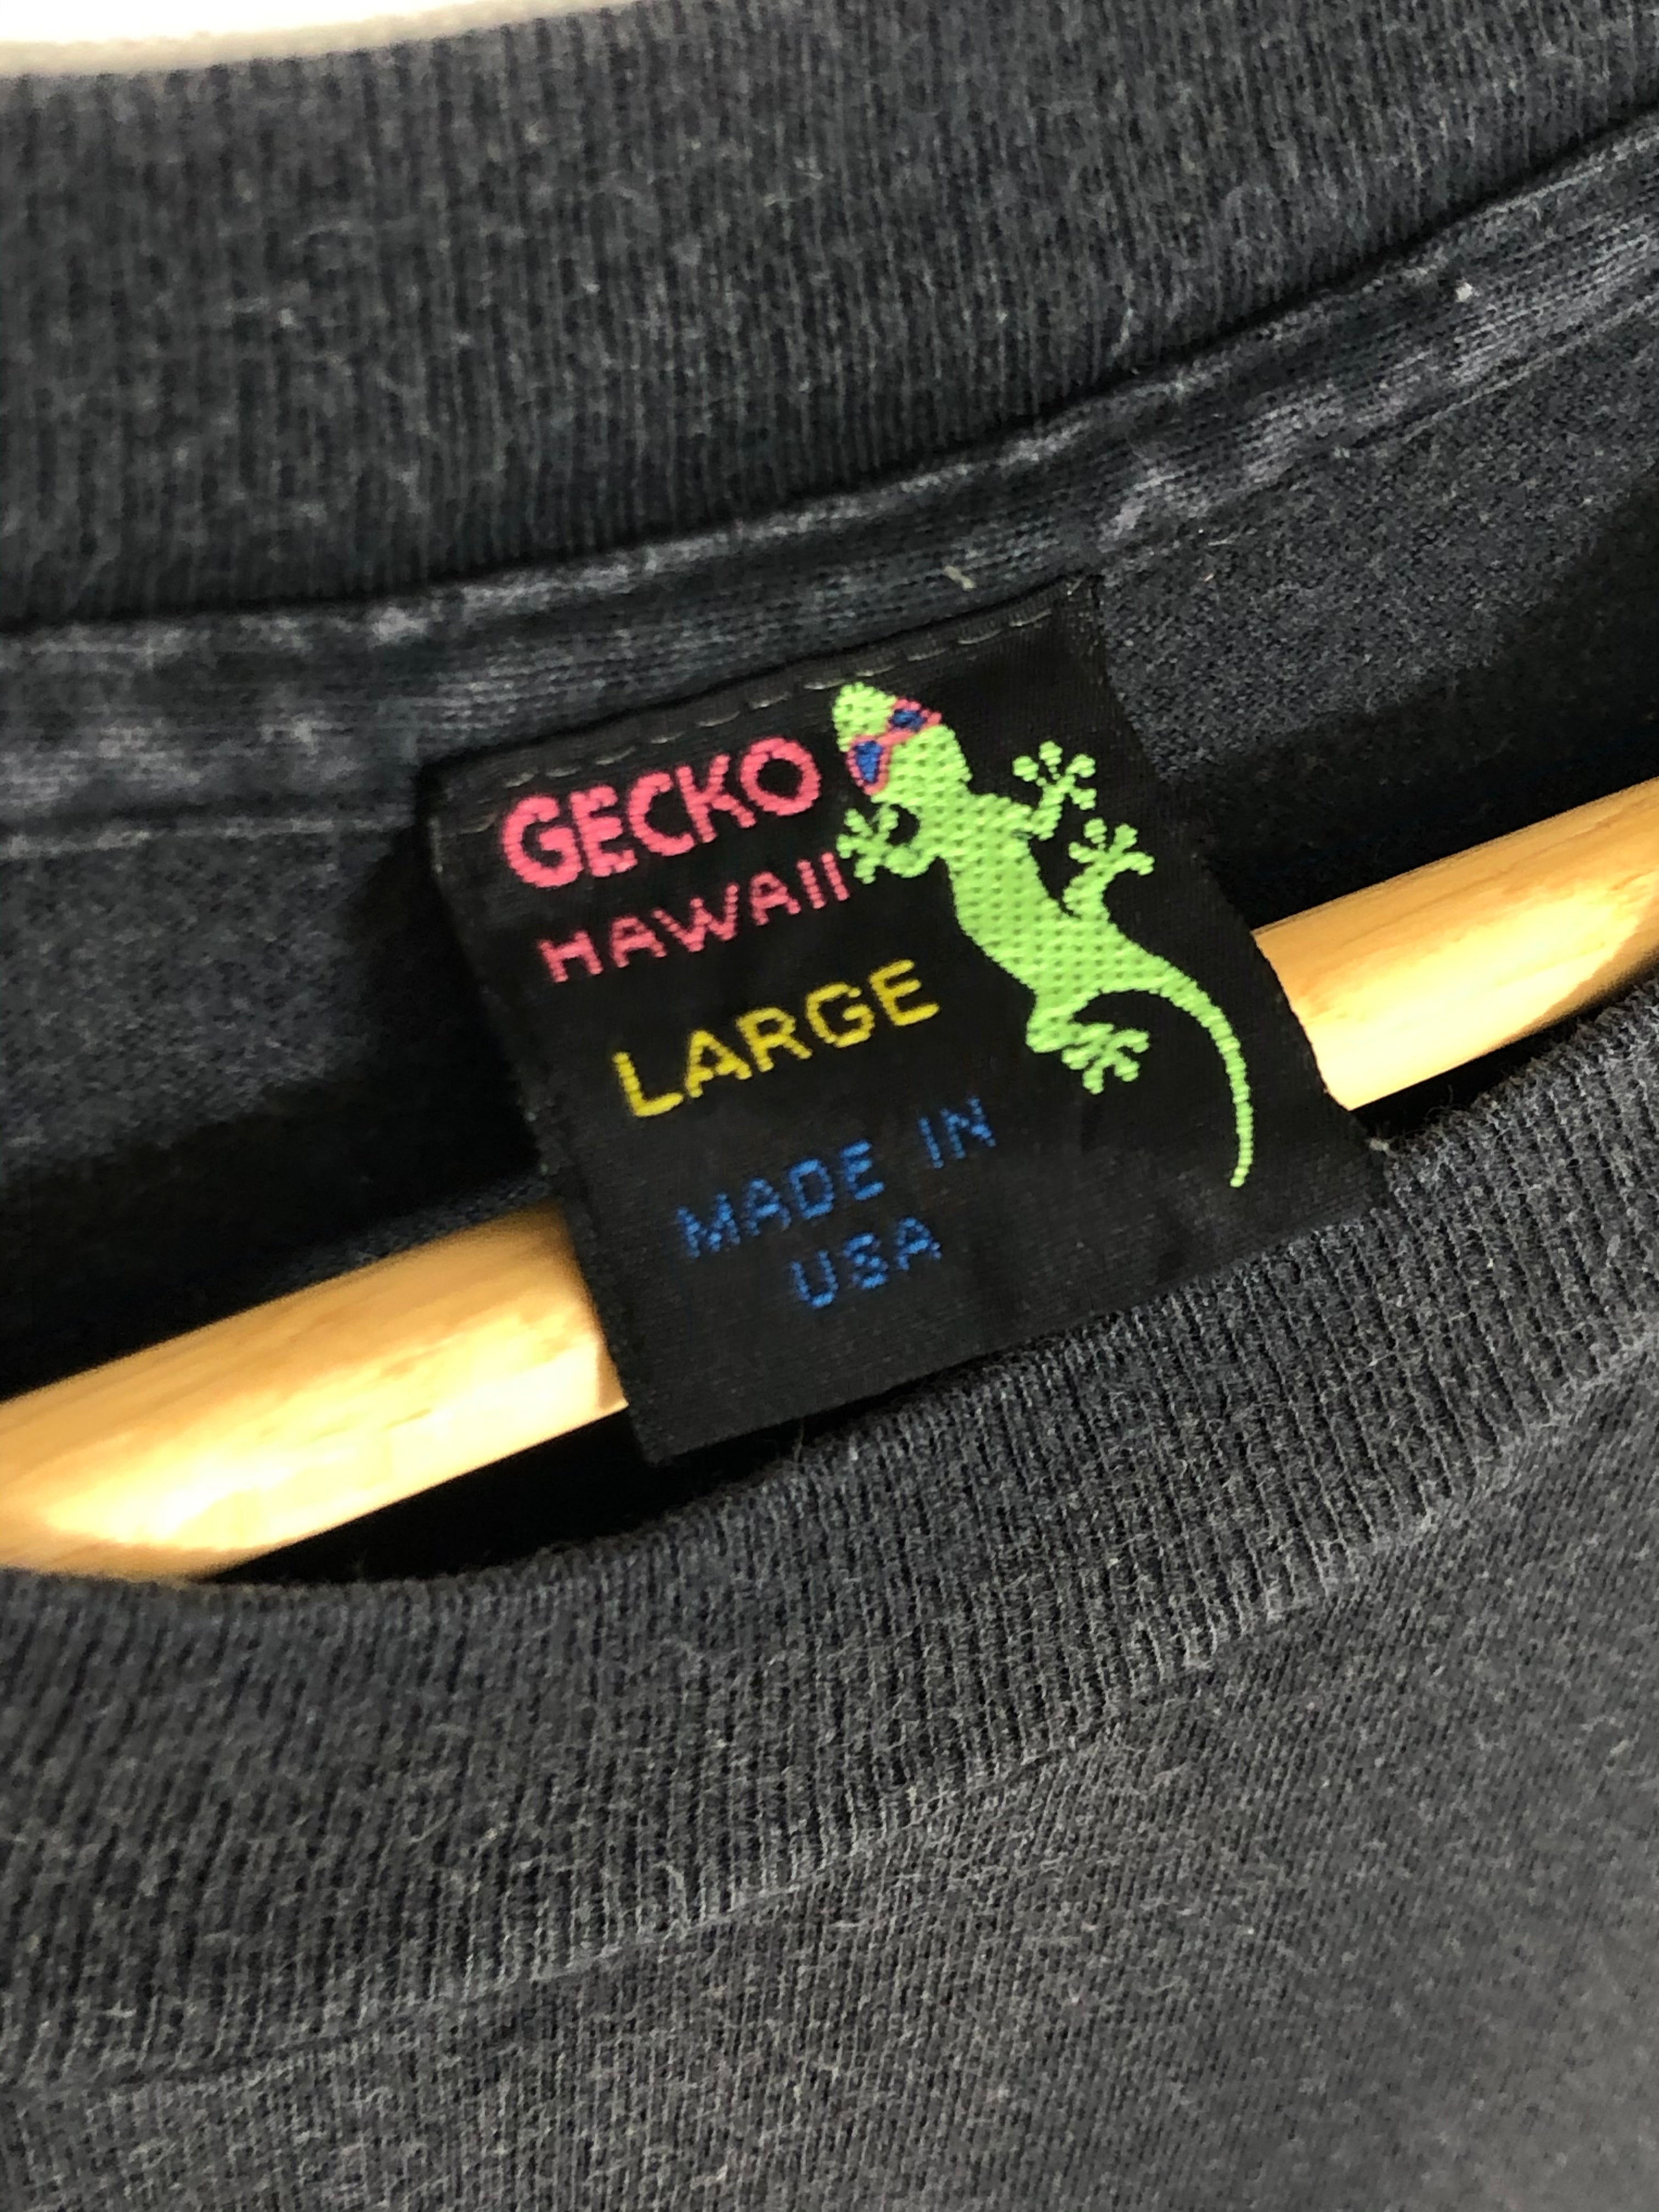 GECKO
HAWAII
LARGE
MADE IN
USA